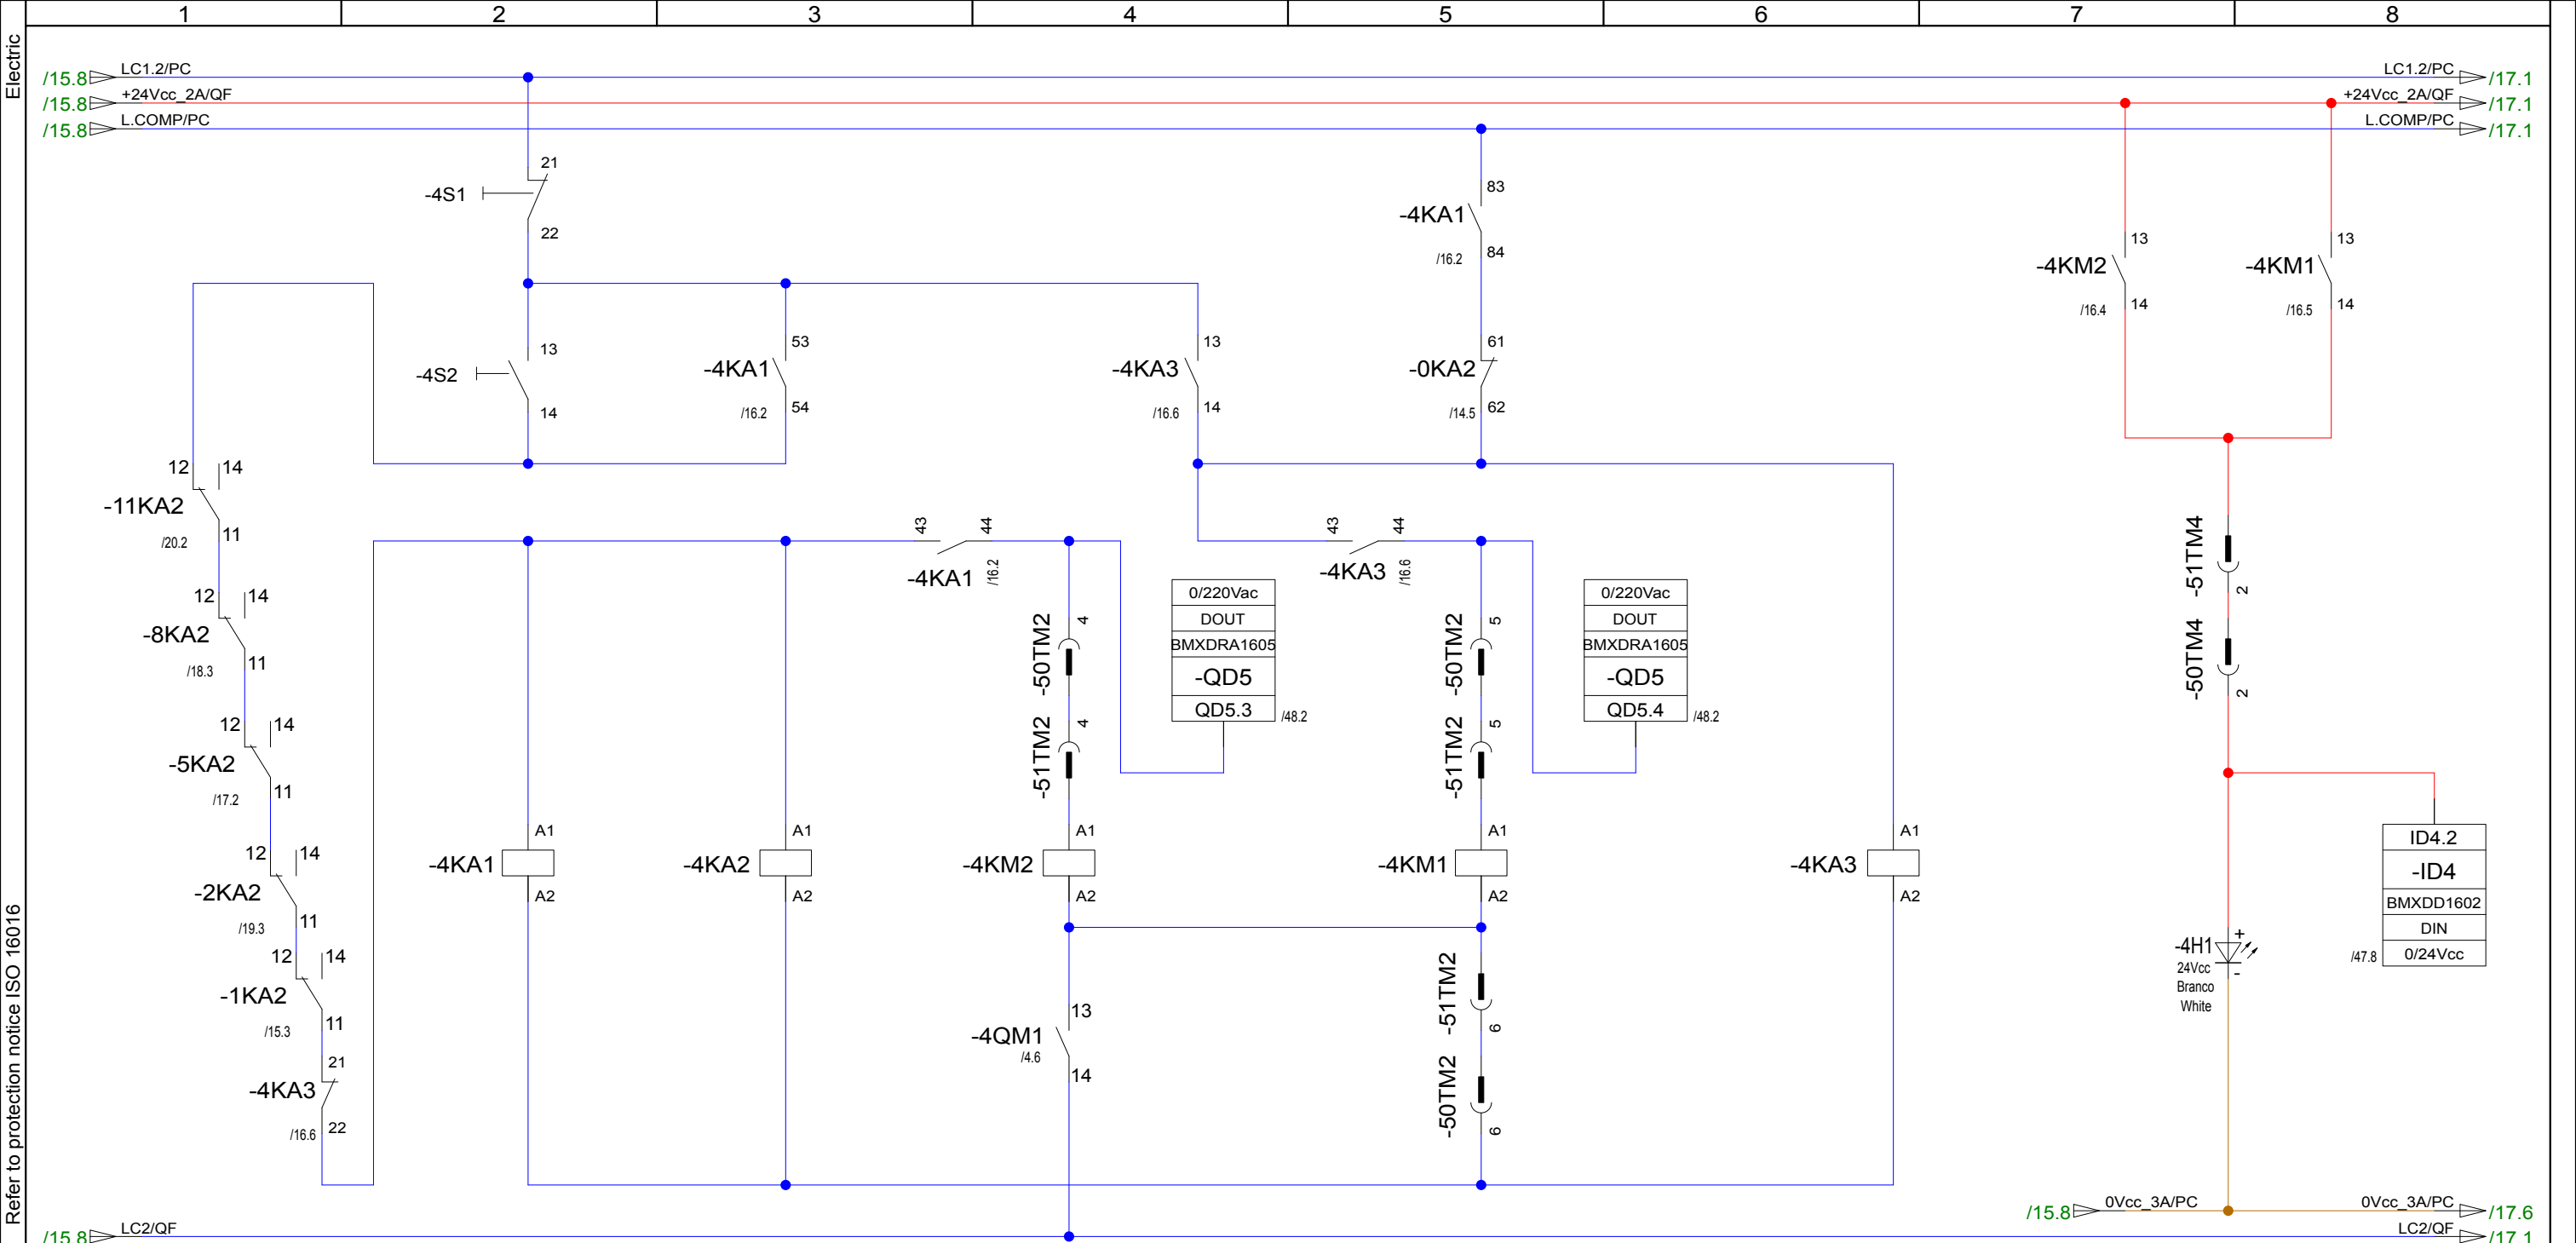 1 2 3 4 5 6 7 8
Electric
/15.8 LC1.2/PC LC1.2/PC /17.1
/15.8 +24Vcc_2A/QF +24Vcc_2A/QF /17.1
/15.8 L.COMP/PC L.COMP/PC /17.1
21
-4S1
22
83
-4KA1
/16.2 84
13
-4KM2
/16.4 14
13
-4KM1
/16.5 14
13
-4S2
14
53
-4KA1
/16.2 54
13
-4KA3
/16.6 14
61
-0KA2
/14.5 62
12 14
-11KA2
11
/20.2
12 14
-8KA2
11
/18.3
12 14
-5KA2
11
/17.2
12 14
-2KA2
11
/19.3
12 14
-1KA2
11
/15.3
21
-4KA3
22
/16.6
43 44
-4KA1 /16.2
43 44
-4KA3 /16.6
-50TM2 4
-51TM2 4
0/220Vac
DOUT
BMXDRA1605
-QD5
QD5.3 /48.2
-50TM2 5
-51TM2 5
0/220Vac
DOUT
BMXDRA1605
-QD5
QD5.4 /48.2
-51TM4 2
-50TM4 2
A1
-4KA1
A2
A1
-4KA2
A2
A1
-4KM2
A2
A1
-4KM1
A2
A1
-4KA3
A2
13
-4QM1
/4.6
14
-51TM2 6
-50TM2 6
+
-4H1
-
24Vcc
Branco
White
ID4.2
-ID4
BMXDD1602
DIN
/47.8 0/24Vcc
/15.8 0Vcc_3A/PC 0Vcc_3A/PC /17.6
/15.8 LC2/QF LC2/QF /17.1
Refer to protection notice ISO 16016